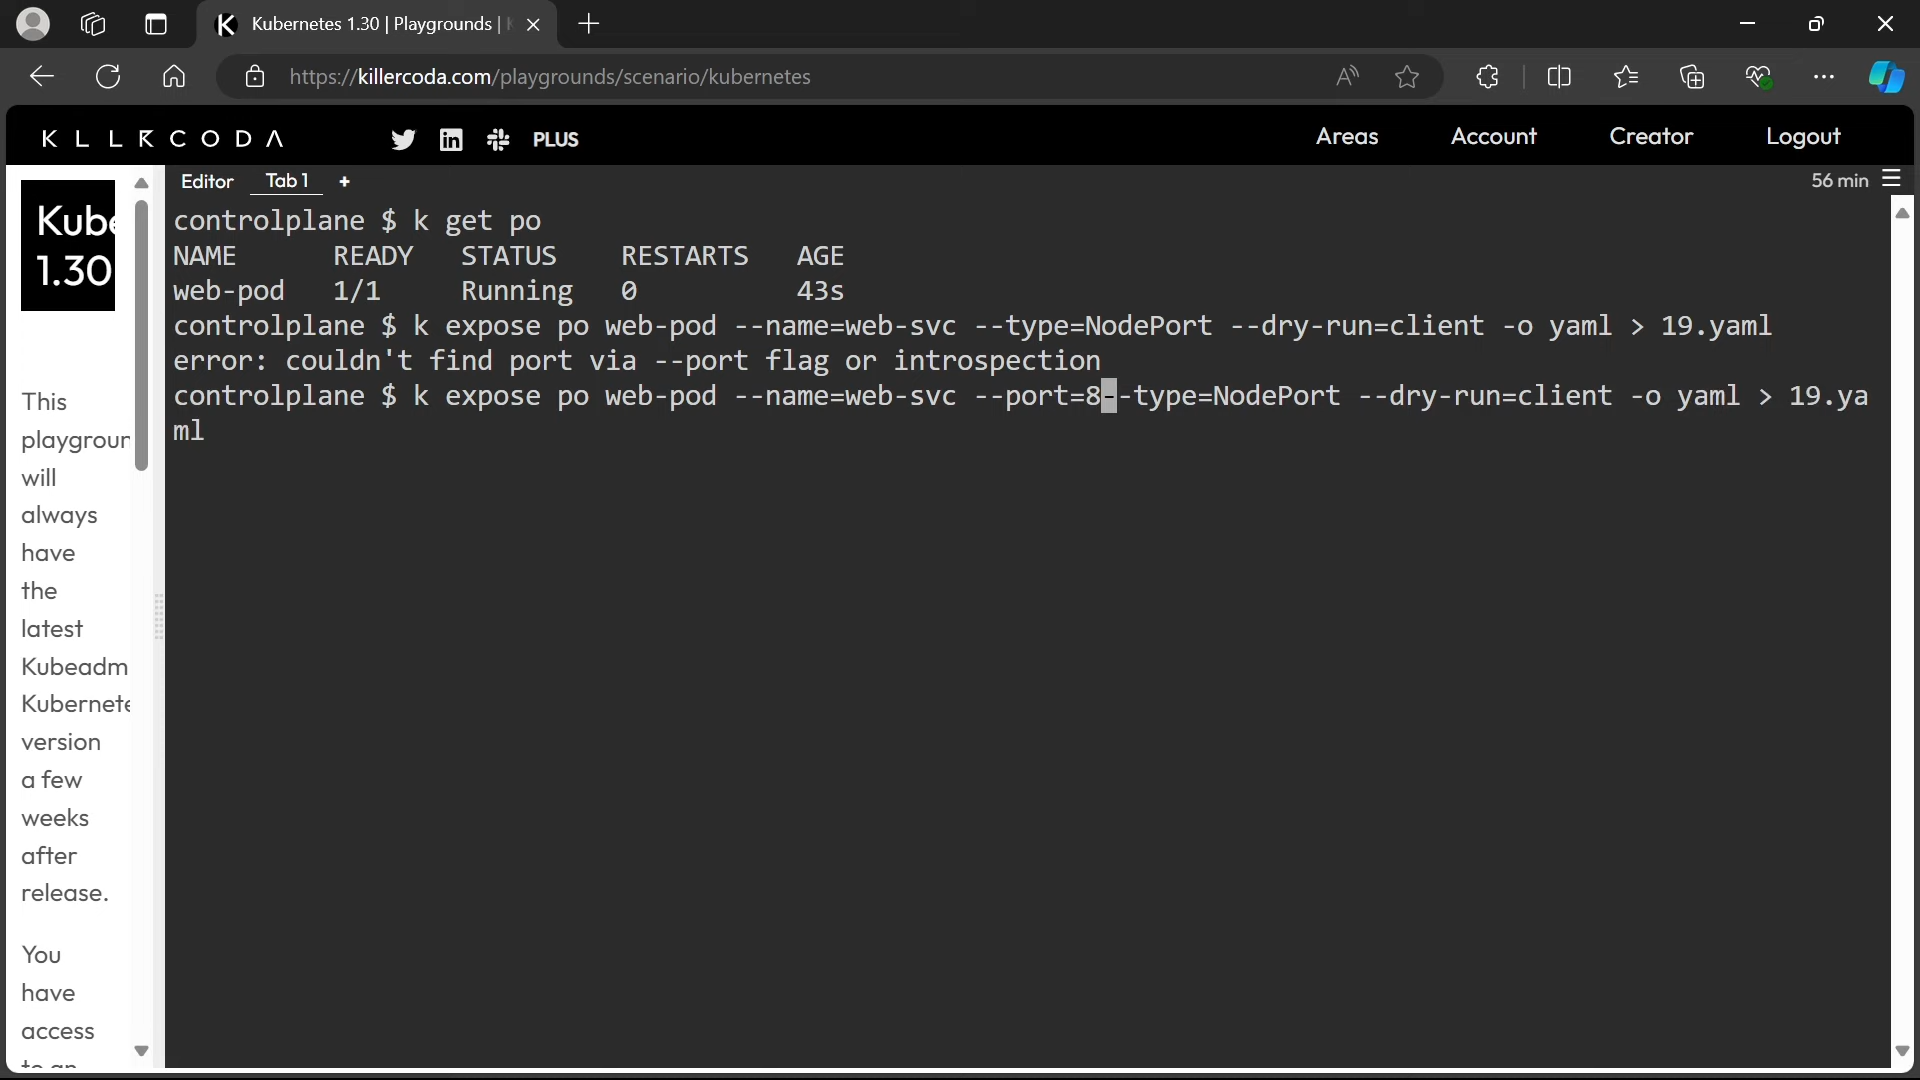 Kubernetes 1.30 | Playgrounds |
https://killercoda.com/playgrounds/scenario/kubernetes
KLLRCODA
PLUS
Areas
Account
Creator
Logout
Kube
1.30
This
playgroun
will
always
have
the
latest
Kubeadm
Kubernete
version
a few
weeks
after
release.
You
have
access
to an
Editor
Tab 1
+
56 min
controlplane $ k get po
NAME READY STATUS RESTARTS AGE
web-pod 1/1 Running 0 43s
controlplane $ k expose po web-pod --name=web-svc --type=NodePort --dry-run=client -o yaml > 19.yaml
error: couldn't find port via --port flag or introspection
controlplane $ k expose po web-pod --name=web-svc --port=8--type=NodePort --dry-run=client -o yaml > 19.ya
ml